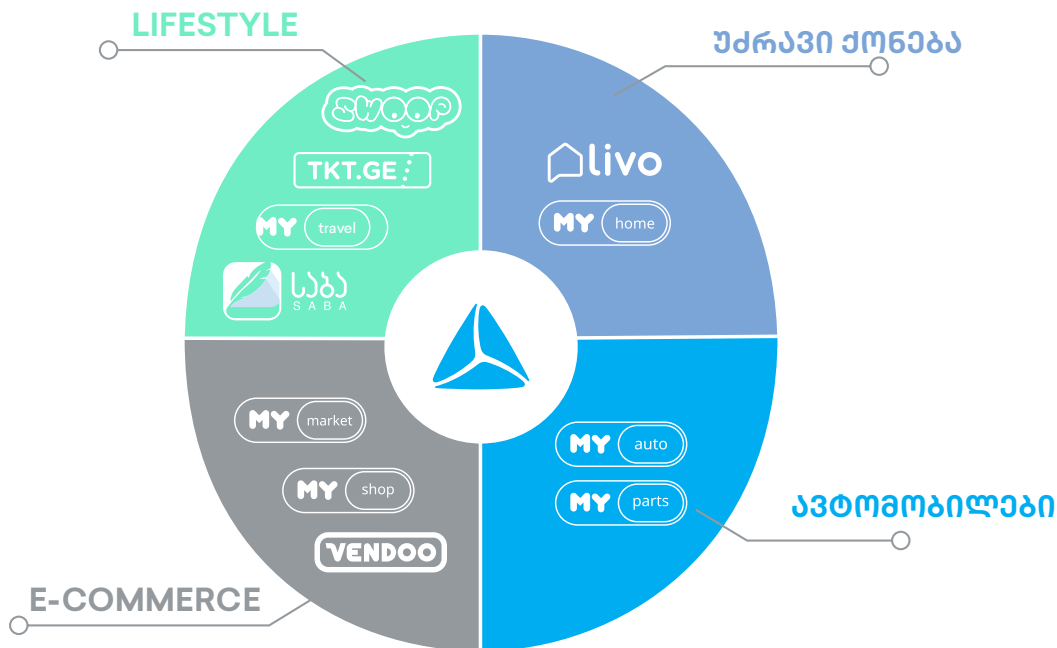 LIFESTYLE
SWOOP
TKT.GE
MY travel
საბა
SABA
უძრავი ქონება
livo
MY home
MY market
MY shop
VENDOO
E-COMMERCE
MY auto
MY parts
ავტომობილები